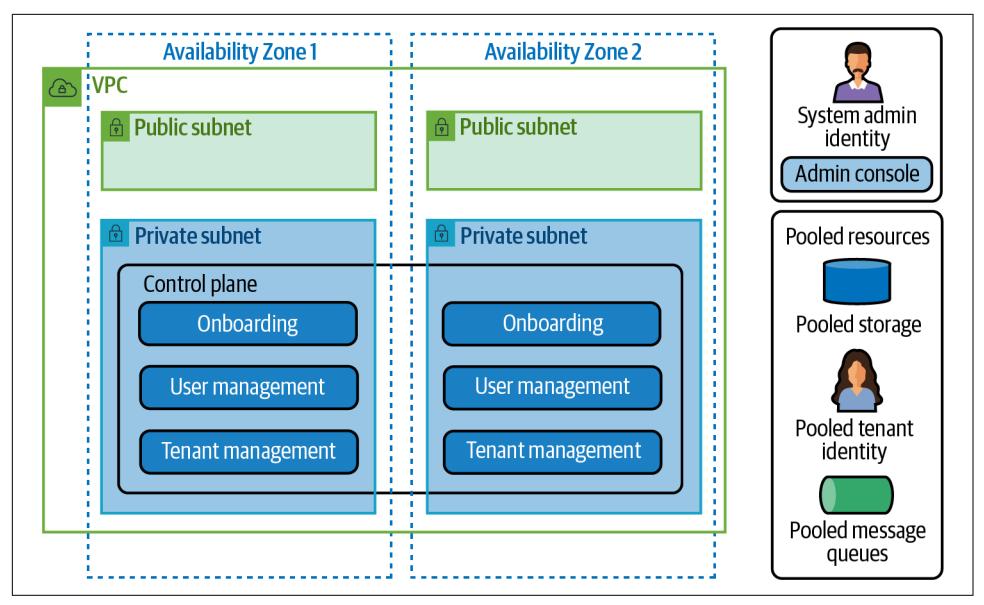 Availability Zone 1
Availability Zone 2
VPC
Public subnet
Public subnet
Private subnet
Private subnet
Control plane
Onboarding
Onboarding
User management
User management
Tenant management
Tenant management
System admin
identity
Admin console
Pooled resources
Pooled storage
Pooled tenant
identity
Pooled message
queues